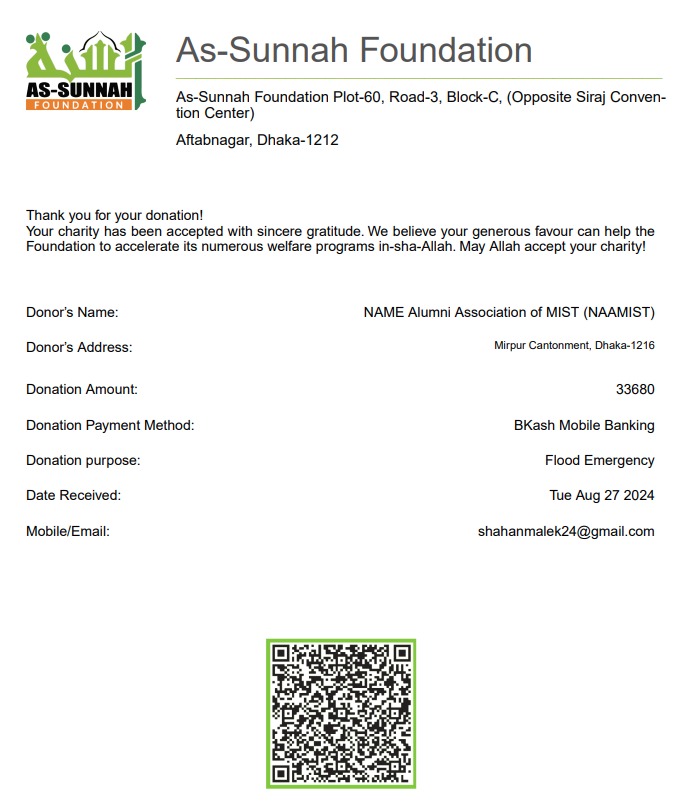 AS-SUNNAH
FOUNDATION
As-Sunnah Foundation
As-Sunnah Foundation Plot-60, Road-3, Block-C, (Opposite Siraj Conven-
tion Center)
Aftabnagar, Dhaka-1212
Thank you for your donation!
Your charity has been accepted with sincere gratitude. We believe your generous favour can help the
Foundation to accelerate its numerous welfare programs in-sha-Allah. May Allah accept your charity!
Donor’s Name: NAME Alumni Association of MIST (NAAMIST)
Donor’s Address: Mirpur Cantonment, Dhaka-1216
Donation Amount: 33680
Donation Payment Method: BKash Mobile Banking
Donation purpose: Flood Emergency
Date Received: Tue Aug 27 2024
Mobile/Email: shahanmalek24@gmail.com